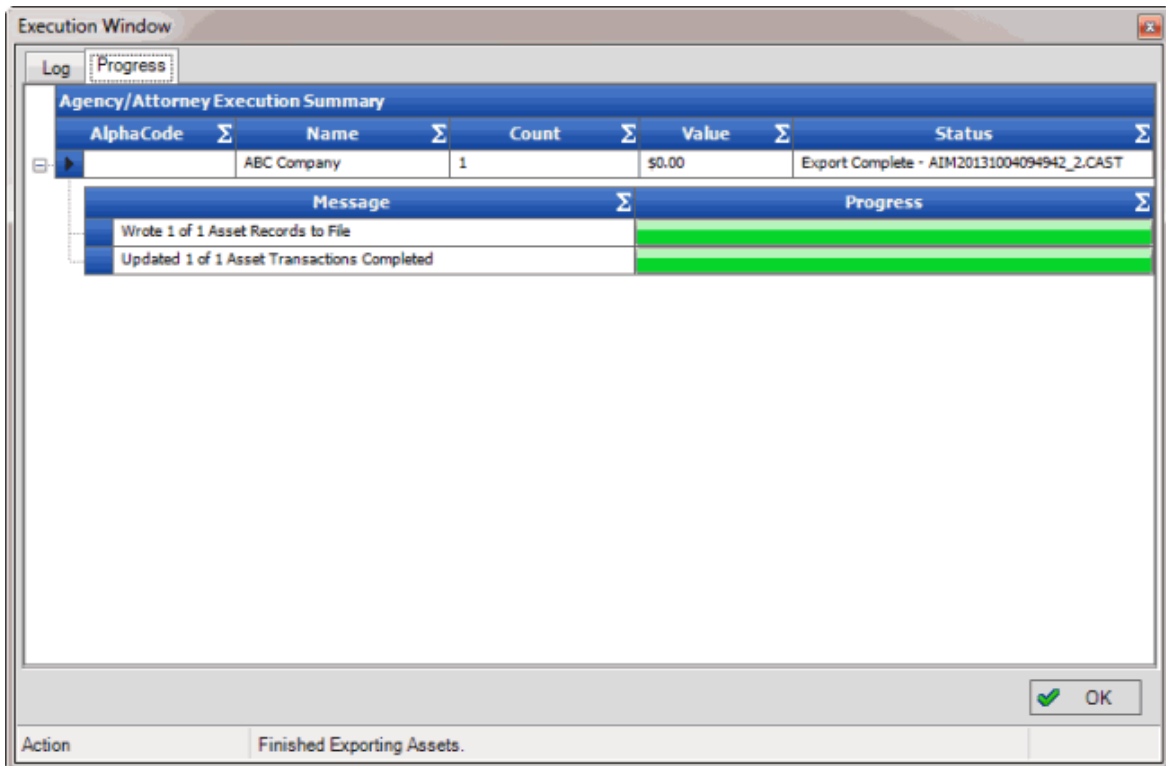 Execution Window
Log Progress
Agency/Attorney Execution Summary
AlphaCode Σ Name Σ Count Σ Value Σ Status Σ
ABC Company 1 $0.00 Export Complete - AIM20131004094942_2.CAST
Message Σ Progress Σ
Wrote 1 of 1 Asset Records to File
Updated 1 of 1 Asset Transactions Completed
OK
Action Finished Exporting Assets.